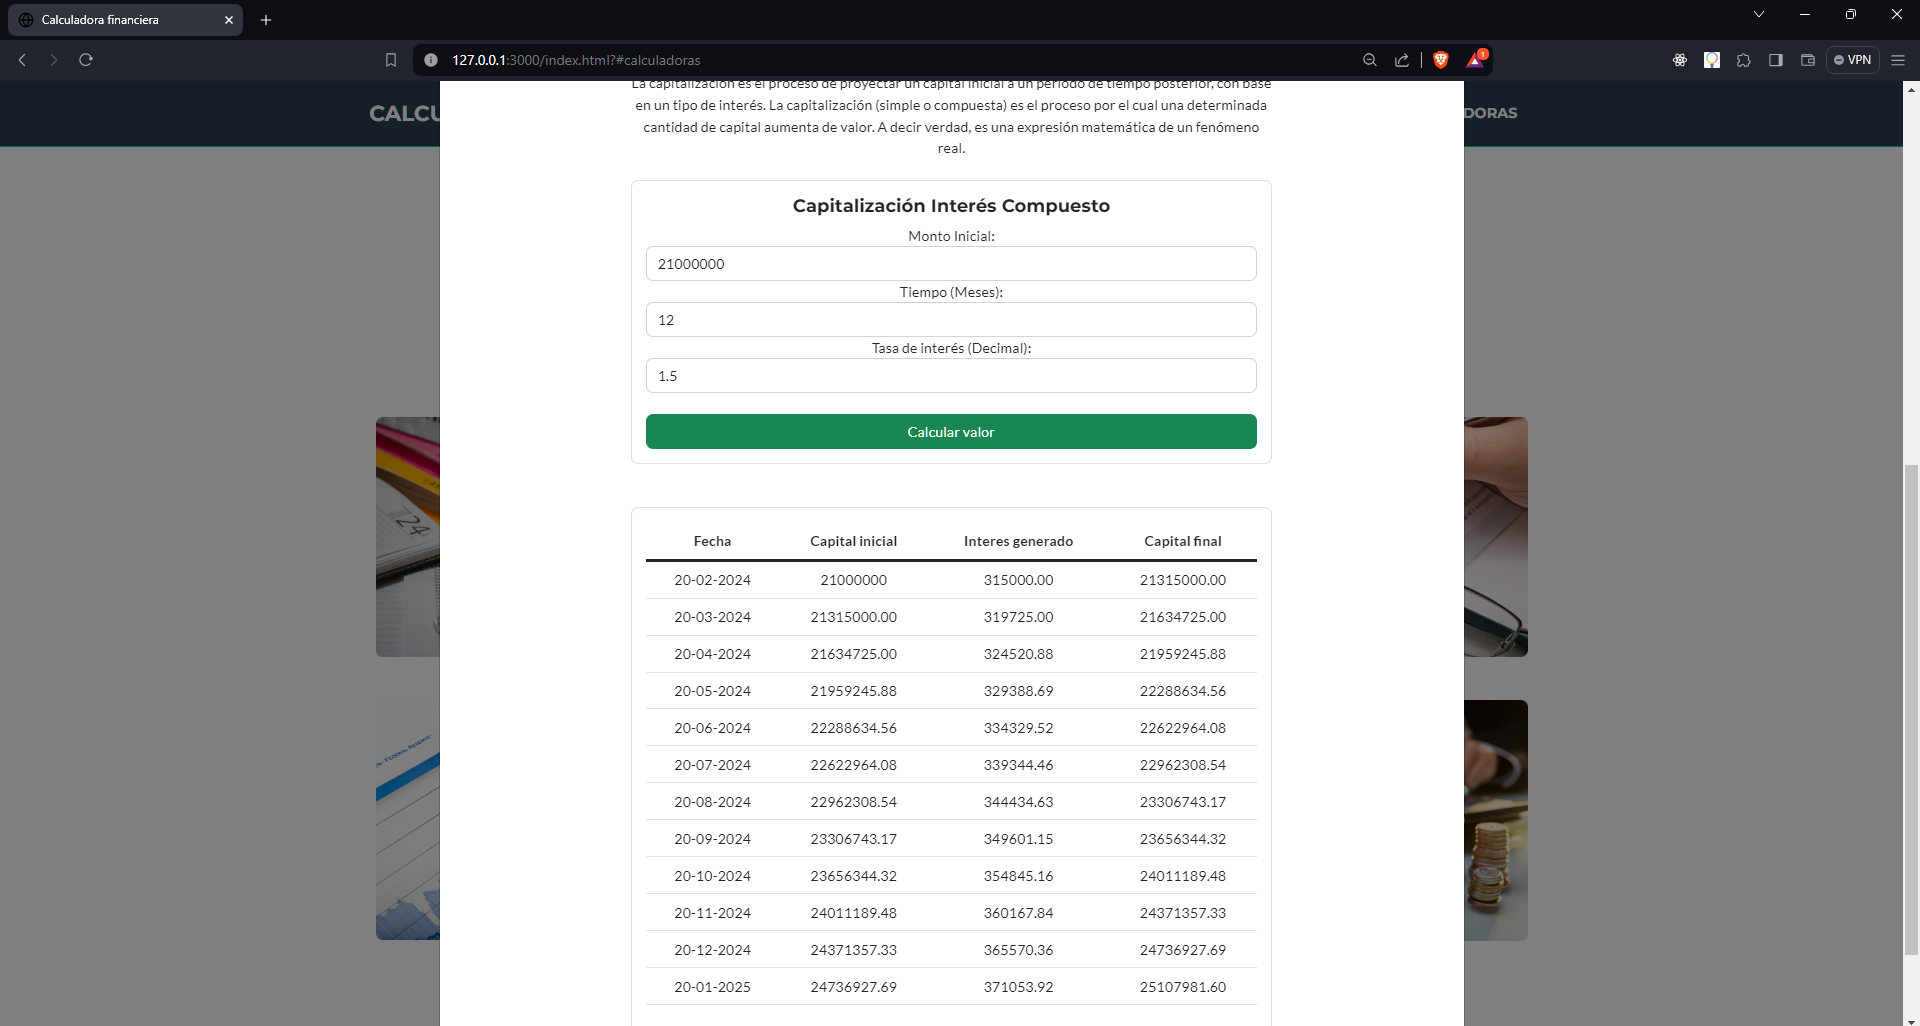 Calculadora financiera
127.0.0.1:3000/index.html?#calculadoras
1
VPN
CALCU
DORAS
La capitalización es el proceso de proyectar un capital inicial a un periodo de tiempo posterior, con base
en un tipo de interés. La capitalización (simple o compuesta) es el proceso por el cual una determinada
cantidad de capital aumenta de valor. A decir verdad, es una expresión matemática de un fenómeno
real.
Capitalización Interés Compuesto
Monto Inicial:
21000000
Tiempo (Meses):
12
Tasa de interés (Decimal):
1.5
Calcular valor
24
Fecha Capital inicial Interes generado Capital final
20-02-2024 21000000 315000.00 21315000.00
20-03-2024 21315000.00 319725.00 21634725.00
20-04-2024 21634725.00 324520.88 21959245.88
20-05-2024 21959245.88 329388.69 22288634.56
20-06-2024 22288634.56 334329.52 22622964.08
20-07-2024 22622964.08 339344.46 22962308.54
20-08-2024 22962308.54 344434.63 23306743.17
20-09-2024 23306743.17 349601.15 23656344.32
20-10-2024 23656344.32 354845.16 24011189.48
20-11-2024 24011189.48 360167.84 24371357.33
20-12-2024 24371357.33 365570.36 24736927.69
20-01-2025 24736927.69 371053.92 25107981.60